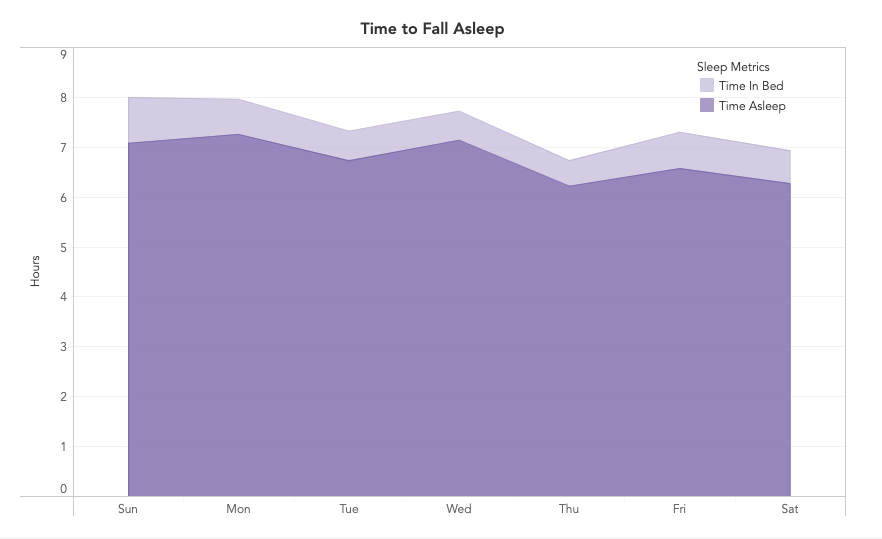 Time to Fall Asleep
Sleep Metrics
Time In Bed
Time Asleep
9
8
7
6
5
4
3
2
1
0
Hours
Sun Mon Tue Wed Thu Fri Sat